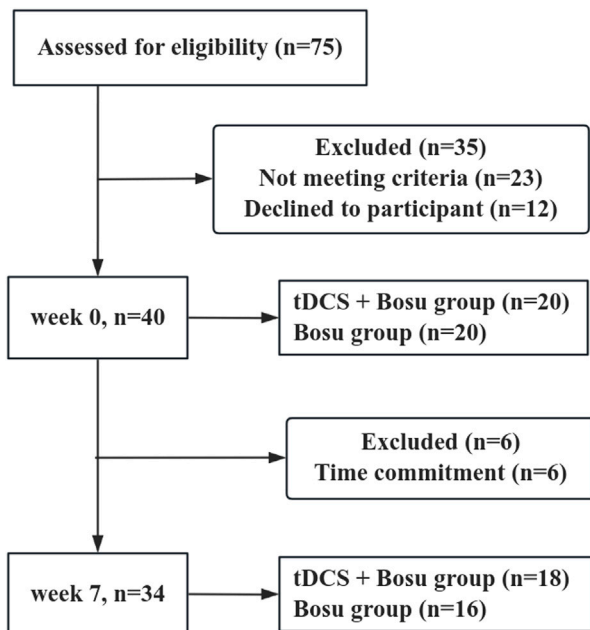 Assessed for eligibility (n=75)
Excluded (n=35)
Not meeting criteria (n=23)
Declined to participant (n=12)
week 0, n=40
tDCS + Bosu group (n=20)
Bosu group (n=20)
Excluded (n=6)
Time commitment (n=6)
week 7, n=34
tDCS + Bosu group (n=18)
Bosu group (n=16)